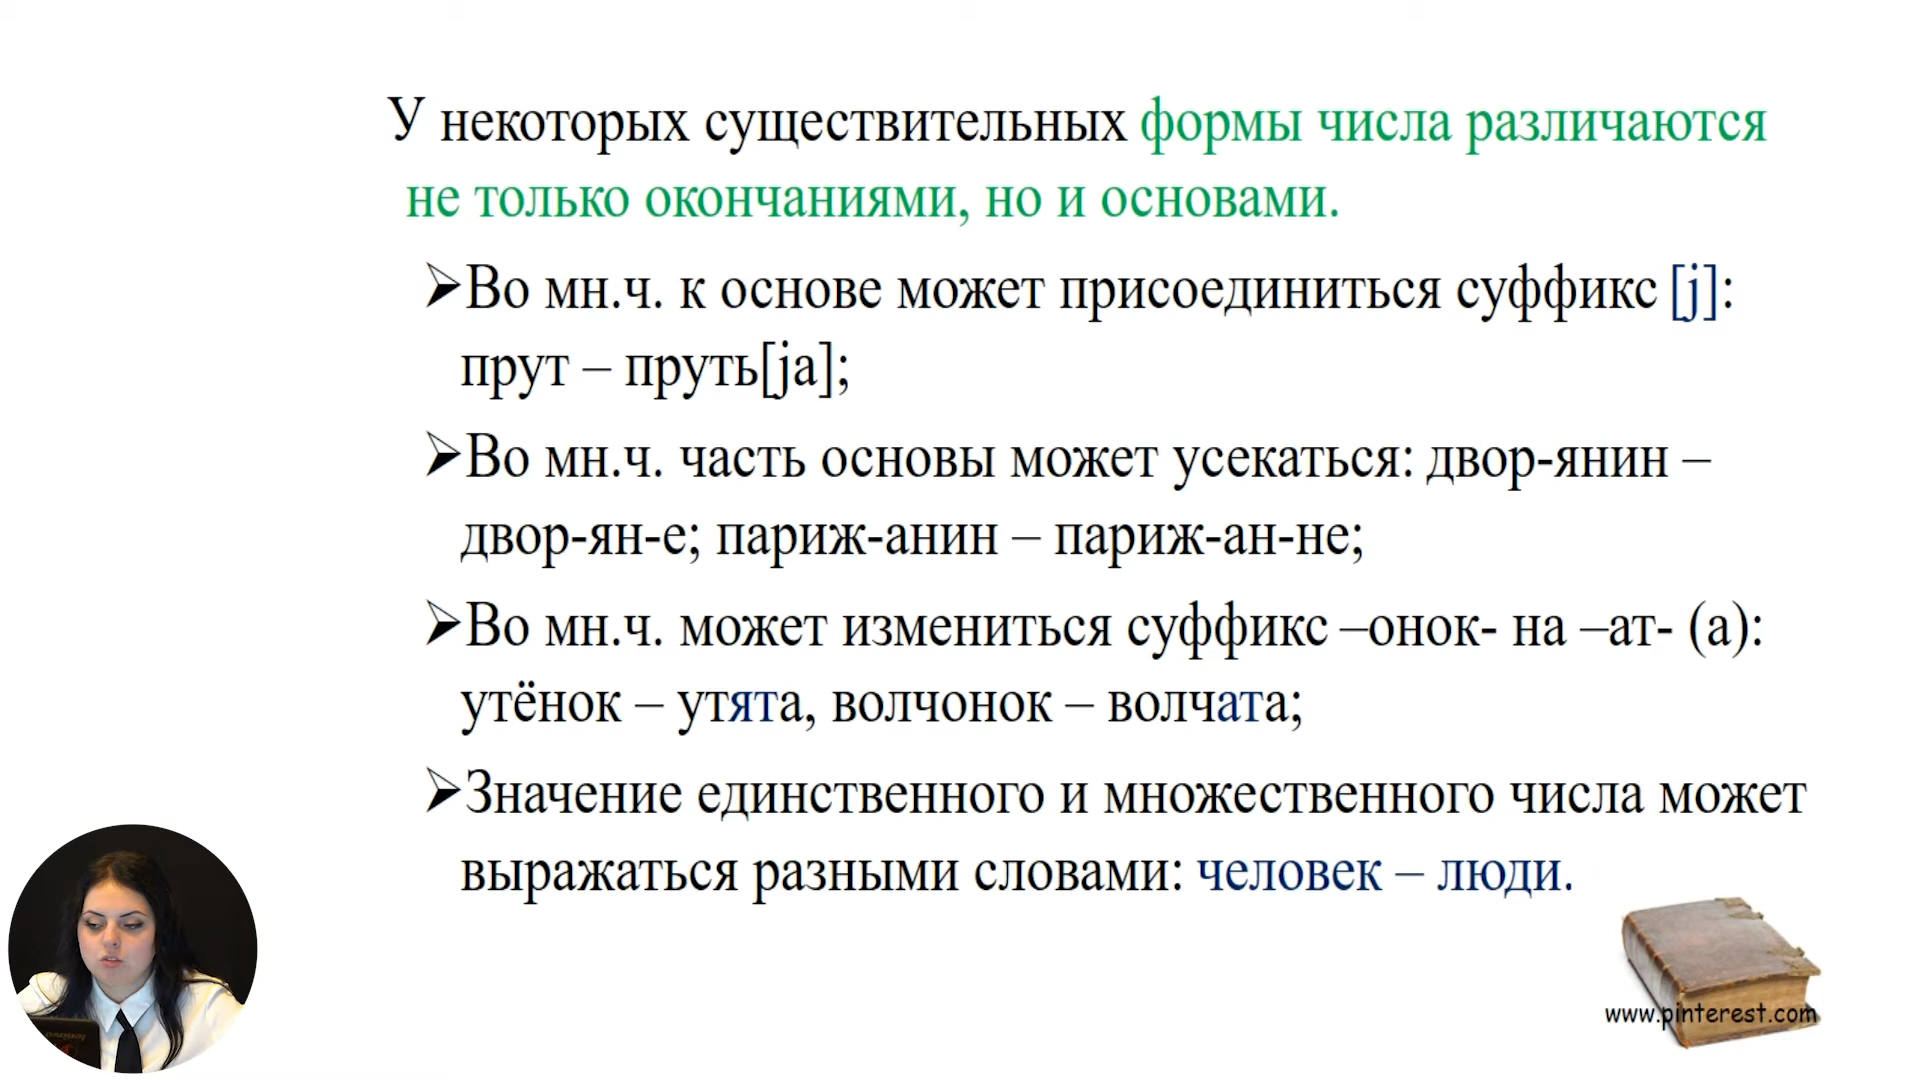 У некоторых существительных формы числа различаются
не только окончаниями, но и основами.
➢Во мн.ч. к основе может присоединиться суффикс [j]:
прут – пруть[ja];
➢Во мн.ч. часть основы может усекаться: двор-янин –
двор-ян-е; париж-анин – париж-ан-не;
➢Во мн.ч. может измениться суффикс –онок- на –ат- (а):
утёнок – утята, волчонок – волчата;
➢Значение единственного и множественного числа может
выражаться разными словами: человек – люди.
www.pinterest.com
lenovo